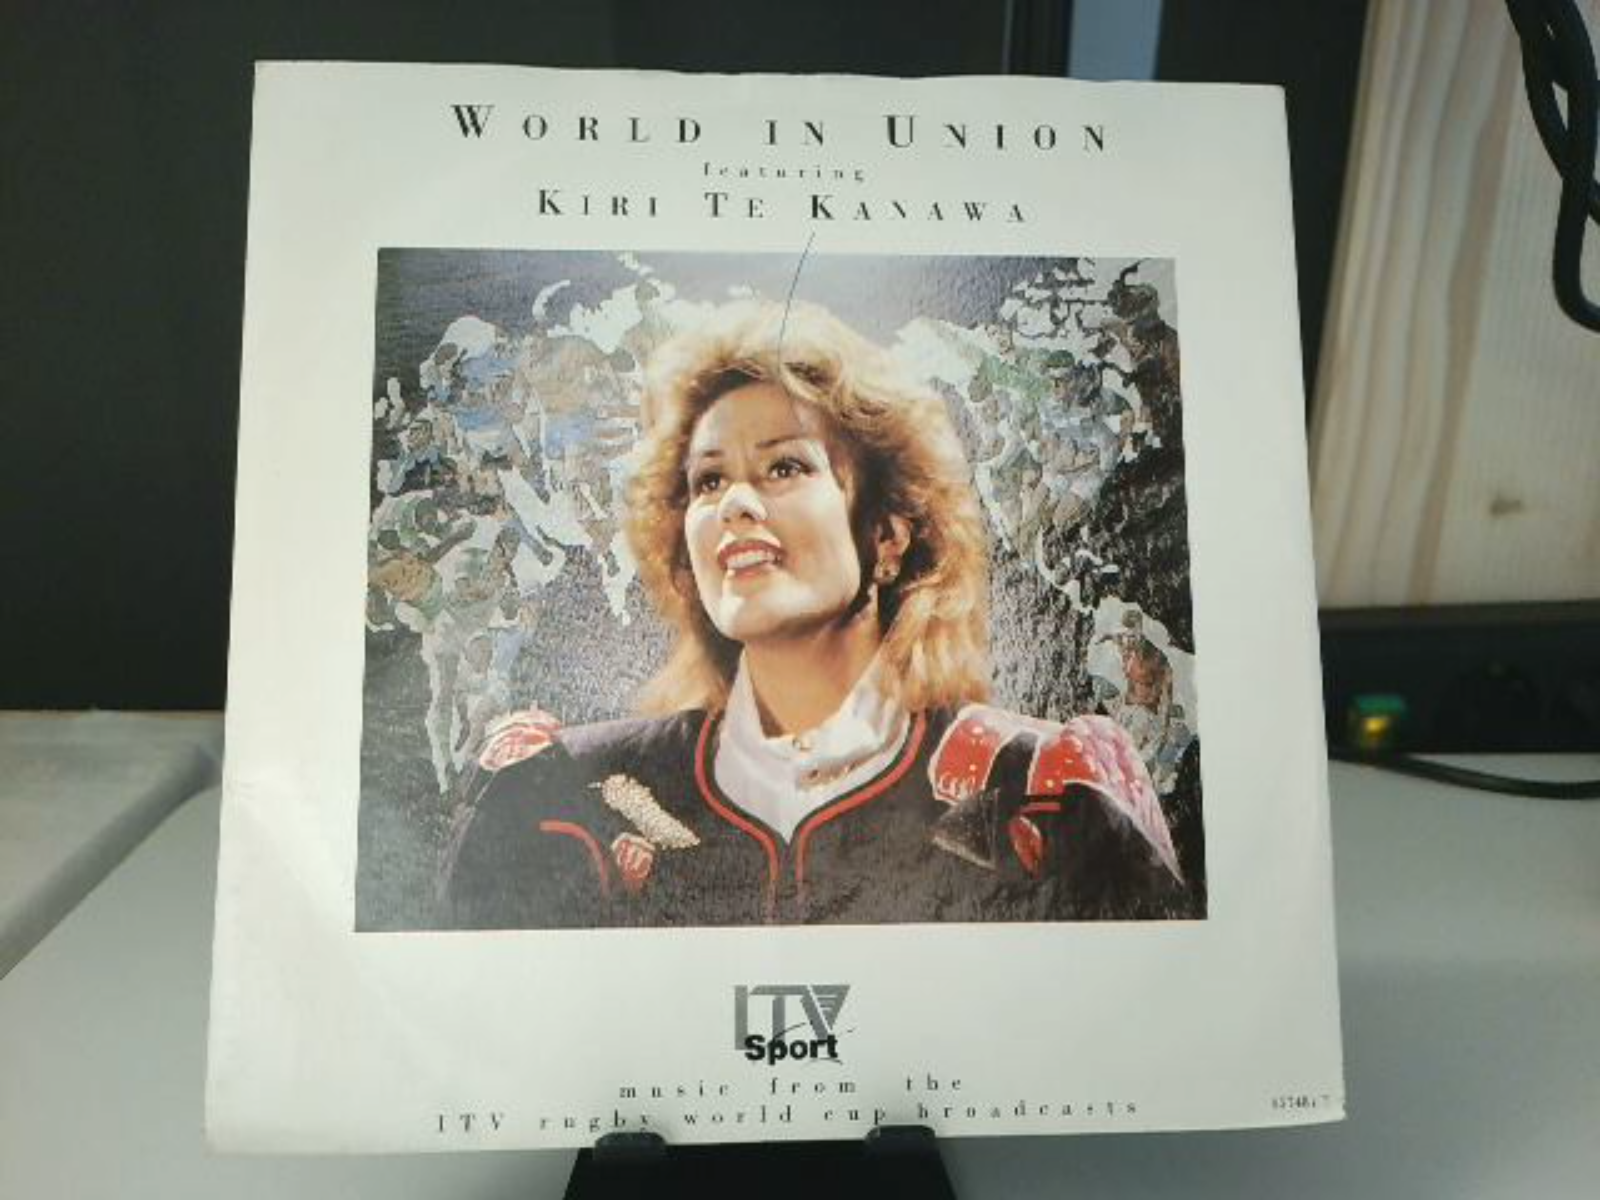 WORLD IN UNION
featuring
KIRI TE KANAWA
ITV
Sport
music from the
ITV rugby world cup broadcasts